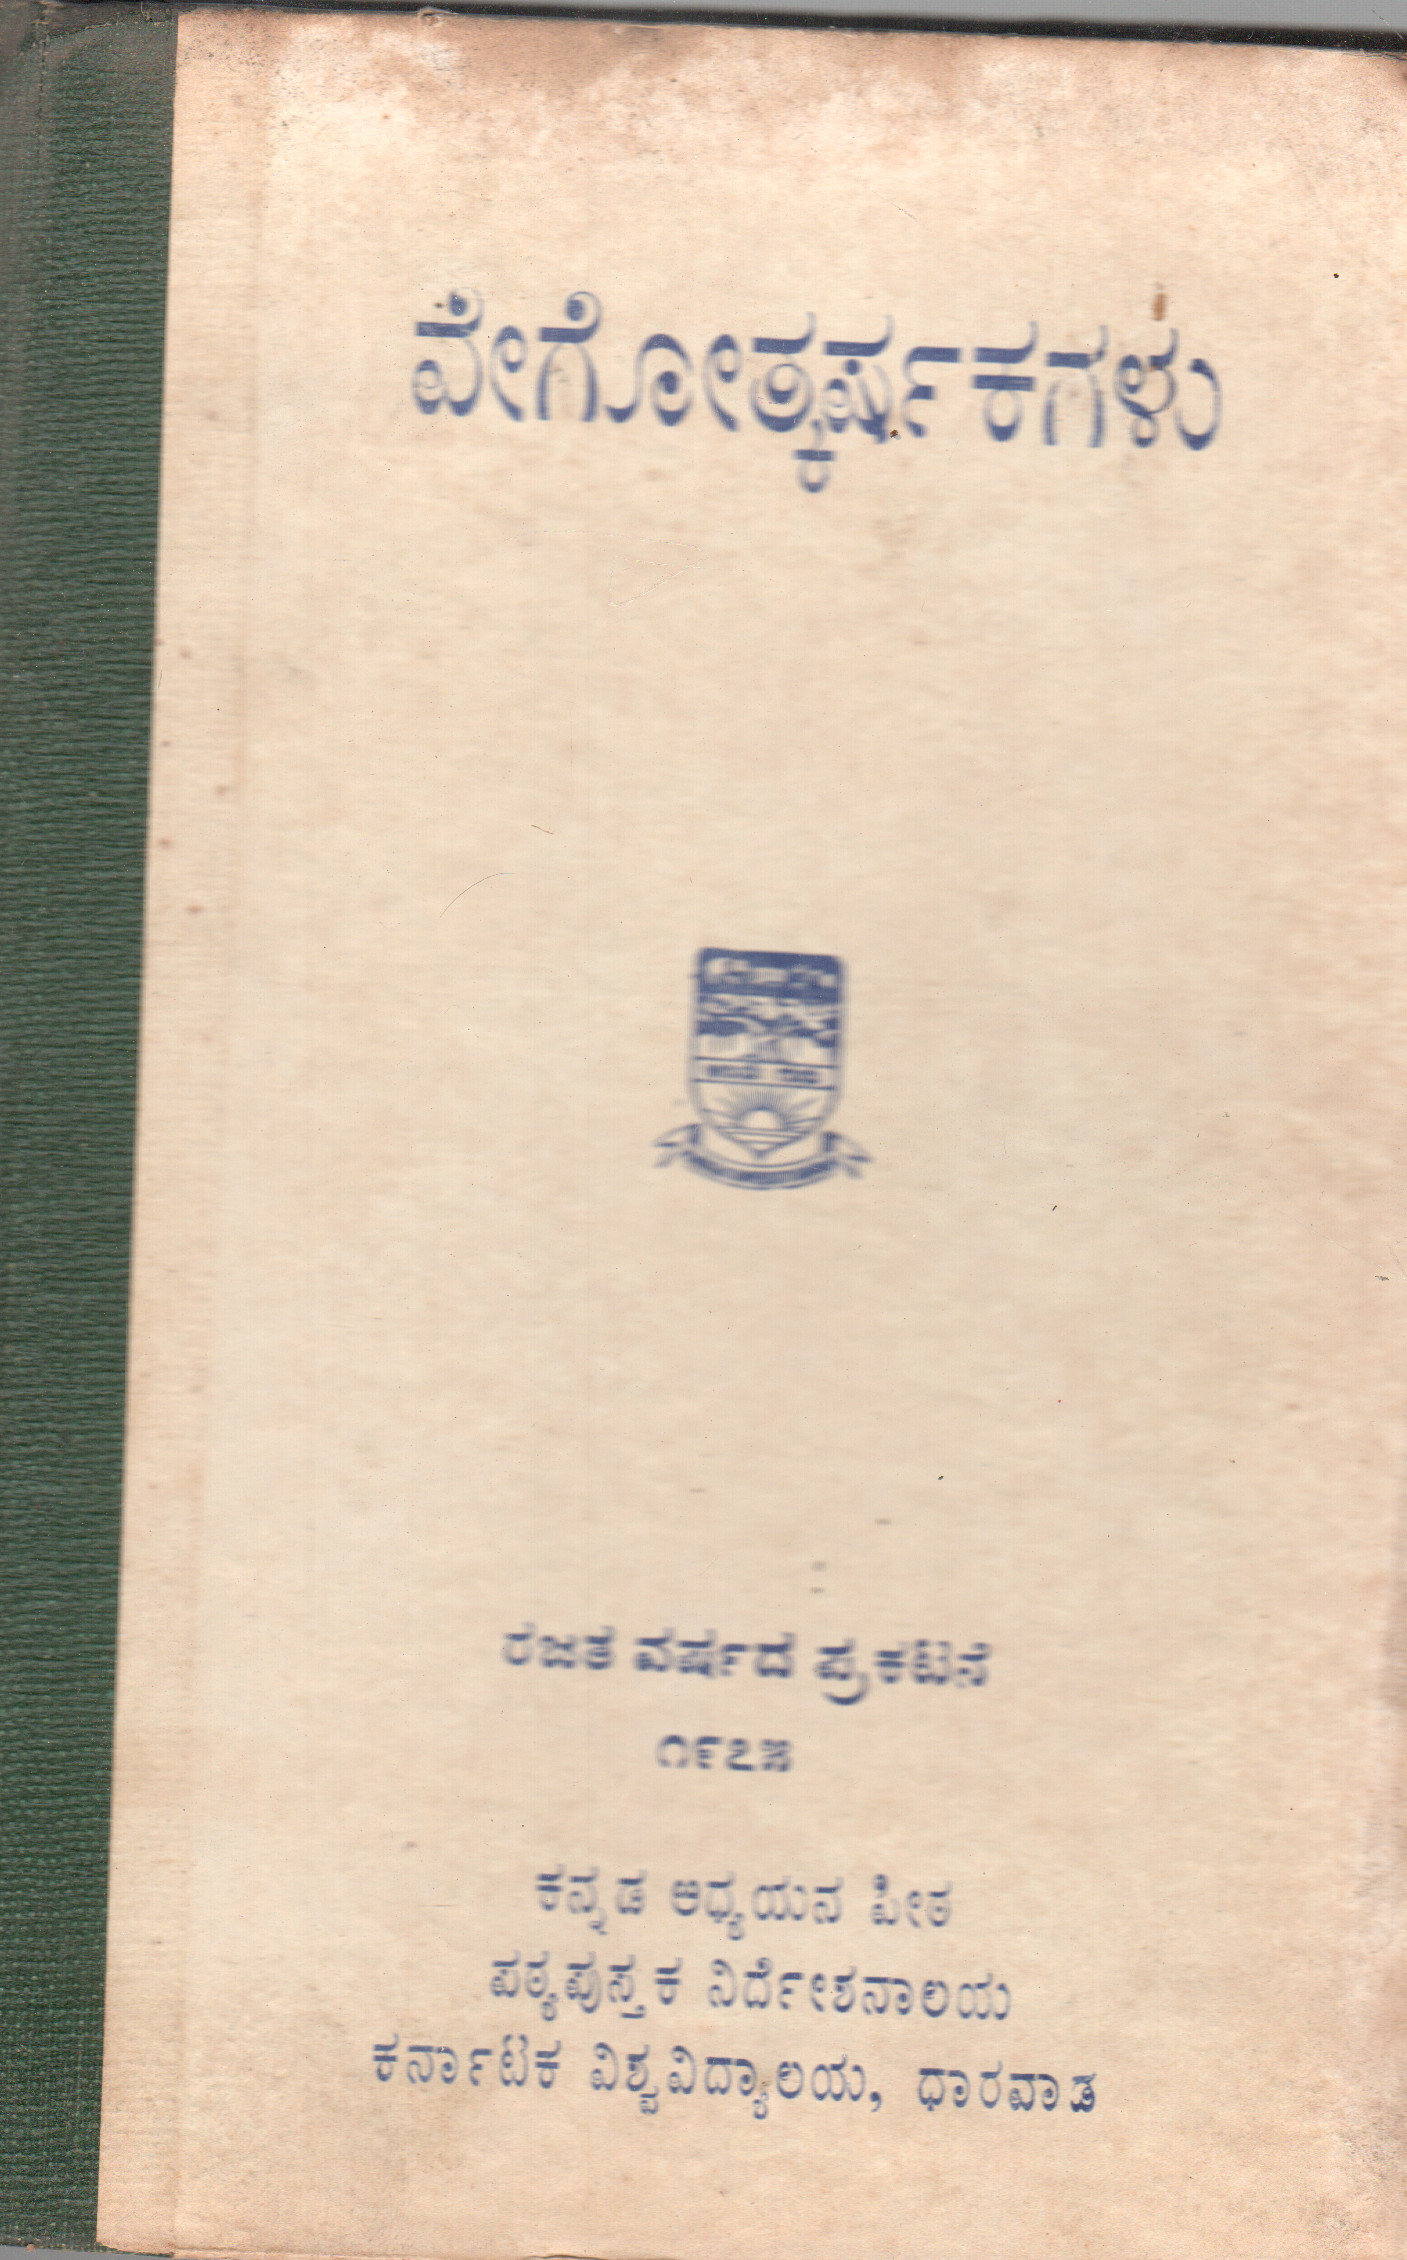 ವೇಗೋತ್ಕರ್ಷಕಗಳು
ರಜತ ವರ್ಷದ ಪ್ರಕಟನೆ
೧೯೭೫
ಕನ್ನಡ ಅಧ್ಯಯನ ಪೀಠ
ಪಠ್ಯಪುಸ್ತಕ ನಿರ್ದೇಶನಾಲಯ
ಕರ್ನಾಟಕ ವಿಶ್ವವಿದ್ಯಾಲಯ, ಧಾರವಾಡ